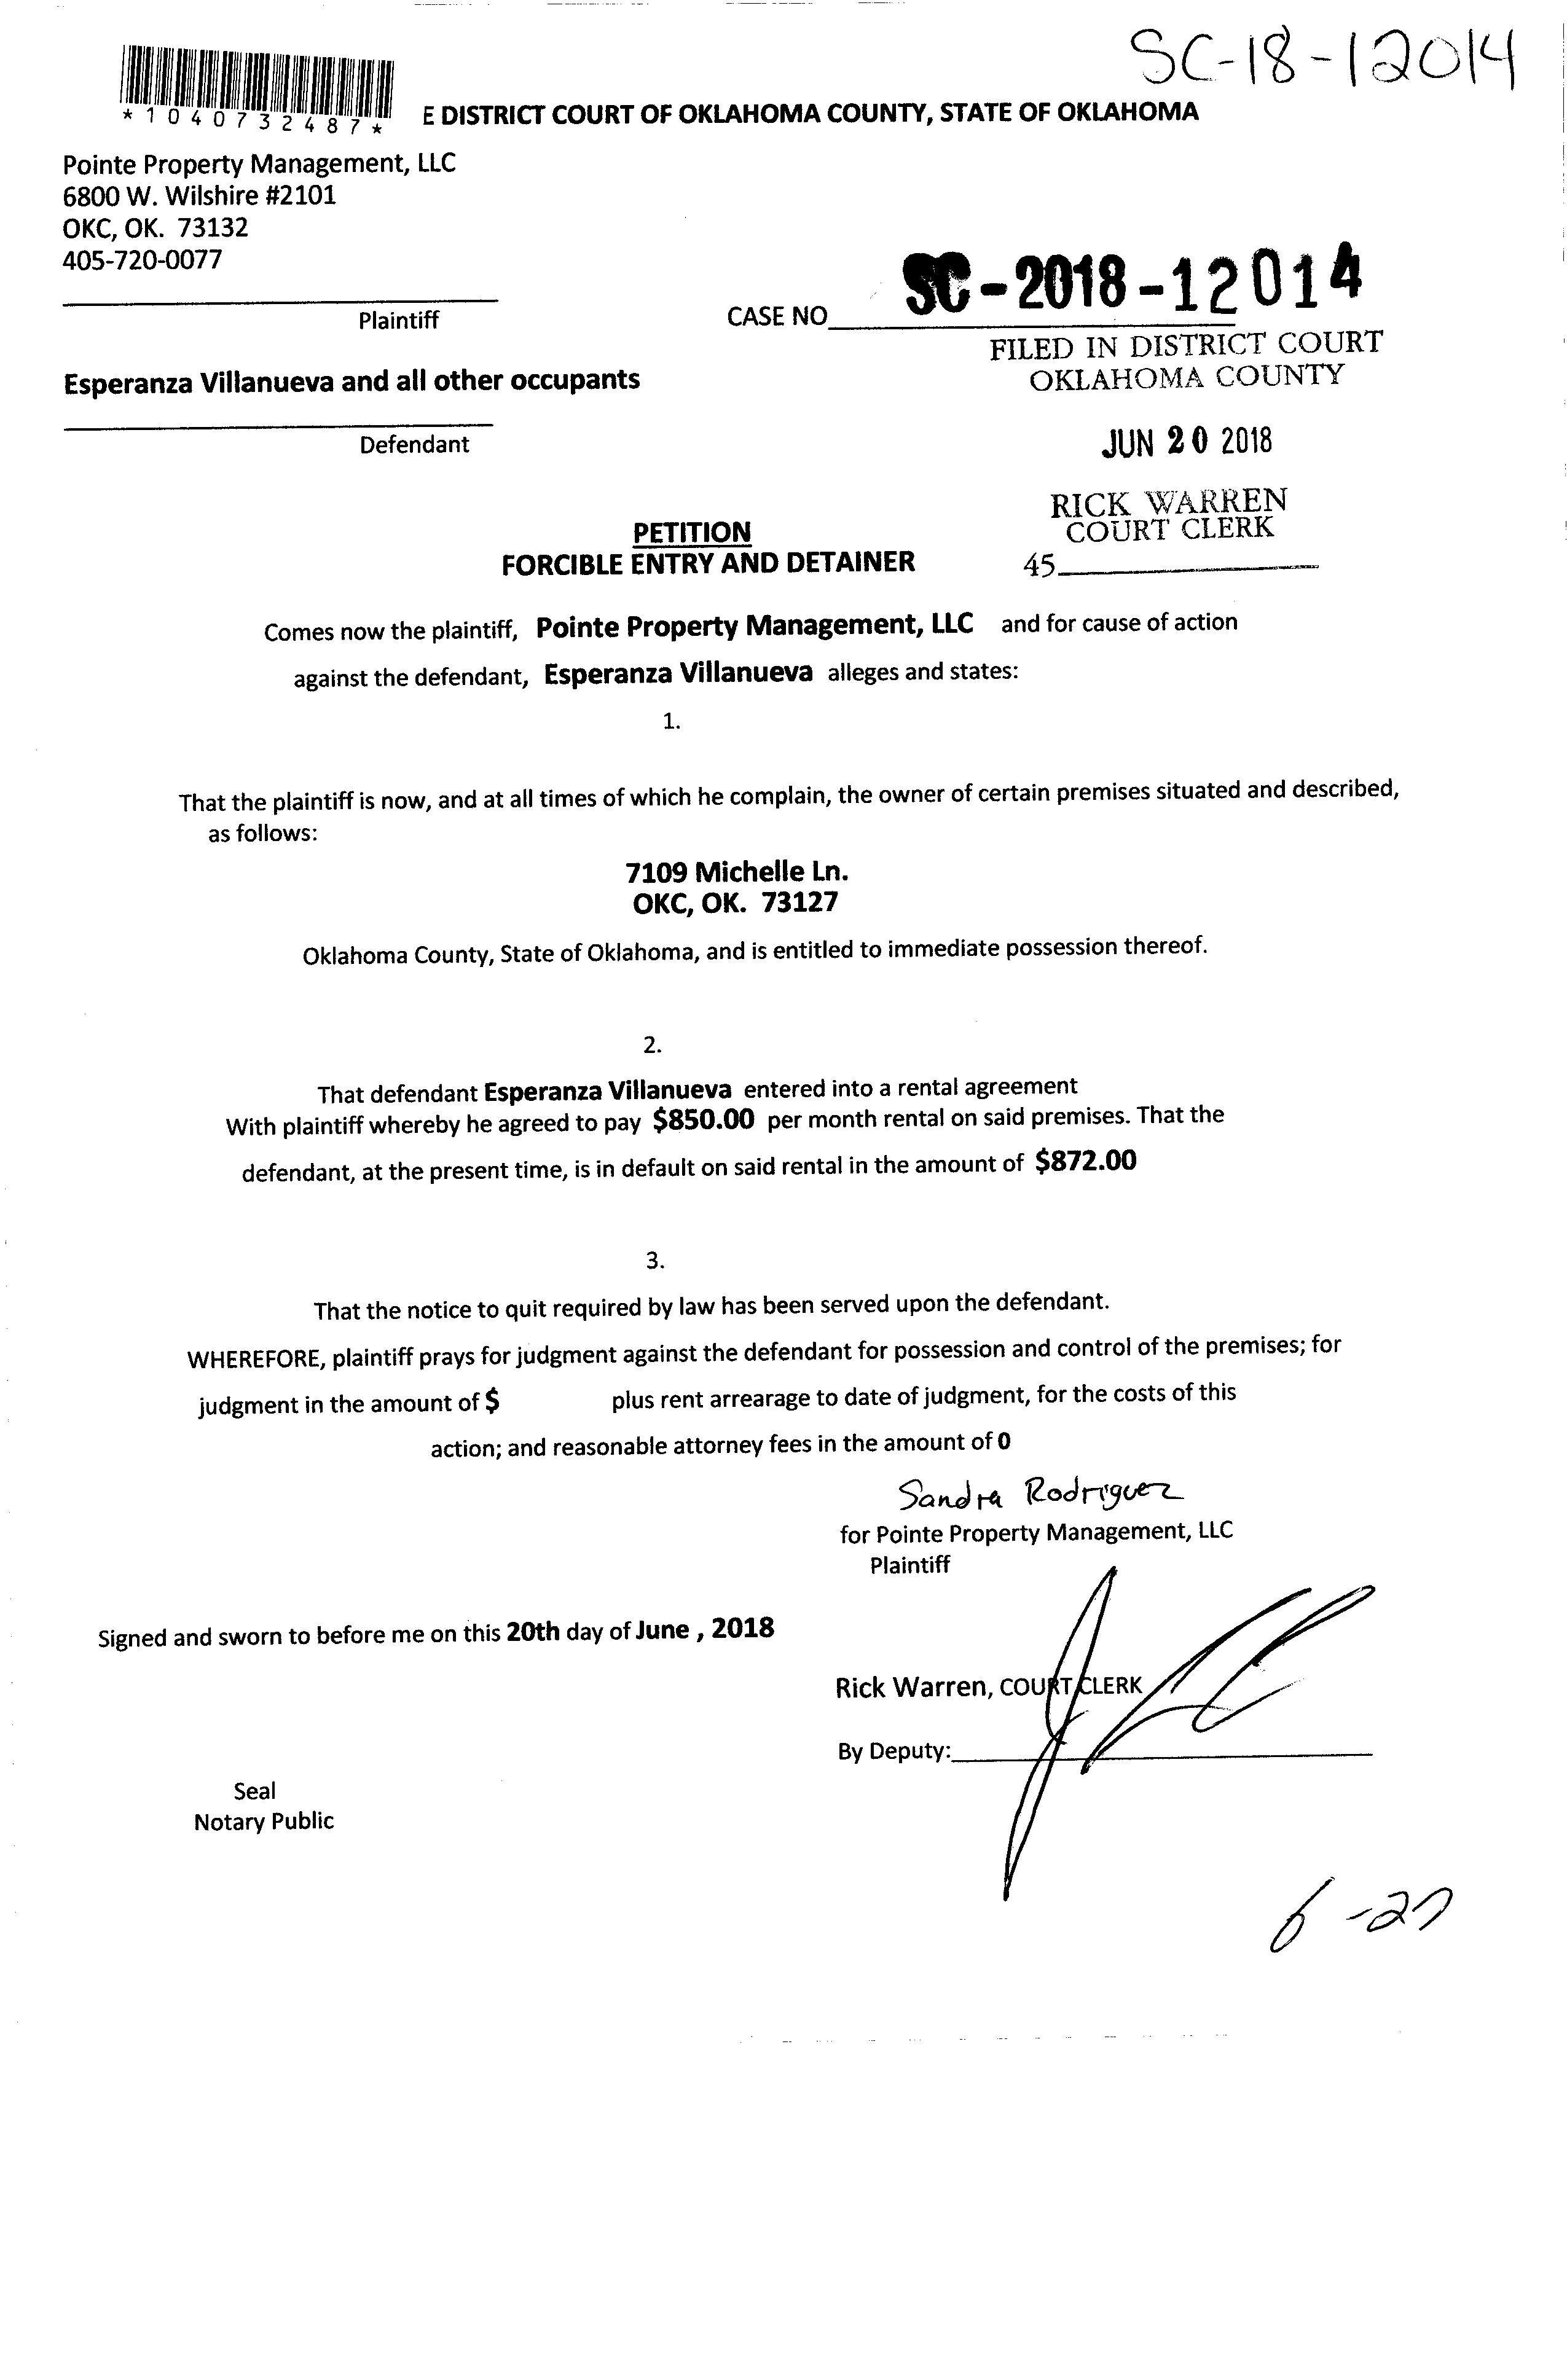 SC-18-12014
*1040732487*
E DISTRICT COURT OF OKLAHOMA COUNTY, STATE OF OKLAHOMA
Pointe Property Management, LLC
6800 W. Wilshire #2101
OKC, OK. 73132
405-720-0077
Plaintiff
CASE NO
SC-2018-12014
FILED IN DISTRICT COURT
OKLAHOMA COUNTY
Esperanza Villanueva and all other occupants
Defendant
JUN 20 2018
RICK WARREN
COURT CLERK
45
PETITION
FORCIBLE ENTRY AND DETAINER
Comes now the plaintiff, Pointe Property Management, LLC and for cause of action
against the defendant, Esperanza Villanueva alleges and states:
1.
That the plaintiff is now, and at all times of which he complain, the owner of certain premises situated and described,
as follows:
7109 Michelle Ln.
OKC, OK. 73127
Oklahoma County, State of Oklahoma, and is entitled to immediate possession thereof.
2.
That defendant Esperanza Villanueva entered into a rental agreement
With plaintiff whereby he agreed to pay $850.00 per month rental on said premises. That the
defendant, at the present time, is in default on said rental in the amount of $872.00
3.
That the notice to quit required by law has been served upon the defendant.
WHEREFORE, plaintiff prays for judgment against the defendant for possession and control of the premises; for
judgment in the amount of $ plus rent arrearage to date of judgment, for the costs of this
action; and reasonable attorney fees in the amount of 0
Sandra Rodriguez
for Pointe Property Management, LLC
Plaintiff
Signed and sworn to before me on this 20th day of June , 2018
Rick Warren, COURT CLERK
By Deputy:
Seal
Notary Public
6-27